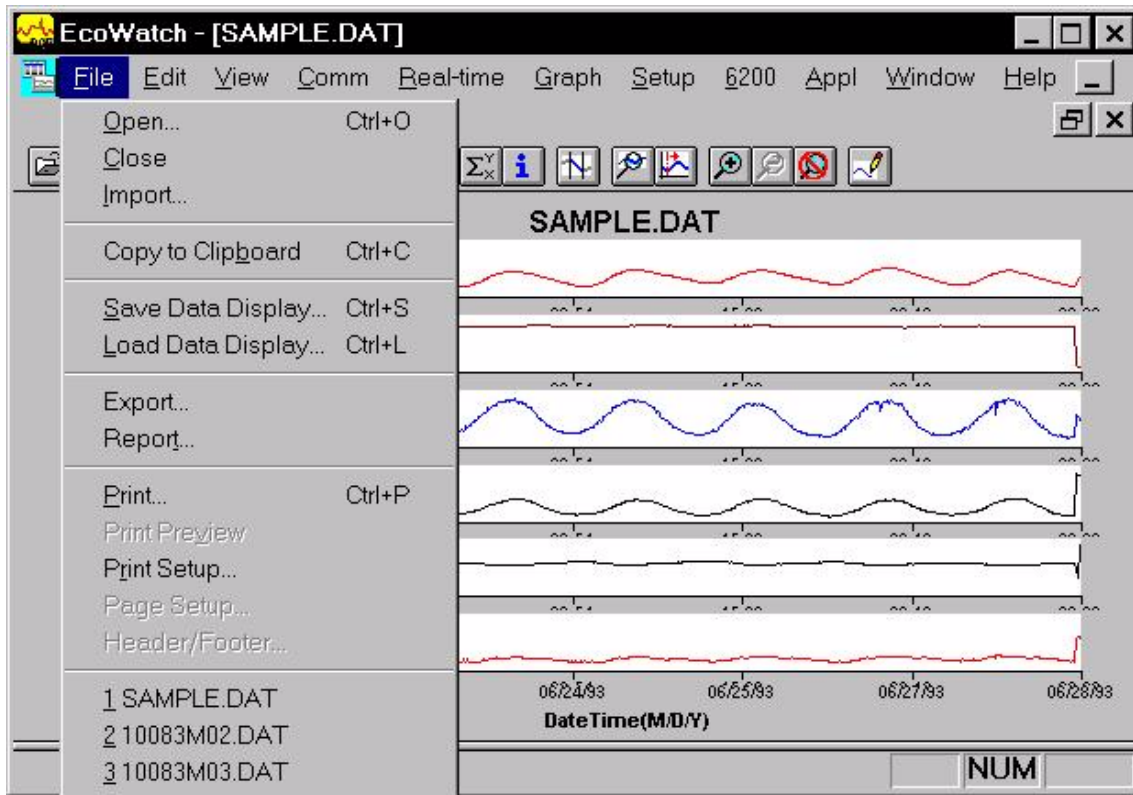 EcoWatch - [SAMPLE.DAT]
File Edit View Comm Real-time Graph Setup 6200 Appl Window Help
Open... Ctrl+O
Close
Import...
Copy to Clipboard Ctrl+C
Save Data Display... Ctrl+S
Load Data Display... Ctrl+L
Export...
Report...
Print... Ctrl+P
Print Preview
Print Setup...
Page Setup...
Header/Footer...
1 SAMPLE.DAT
2 10083M02.DAT
3 10083M03.DAT
SAMPLE.DAT
06/24/93 06/25/93 06/27/93 06/28/93
DateTime(M/D/Y)
NUM